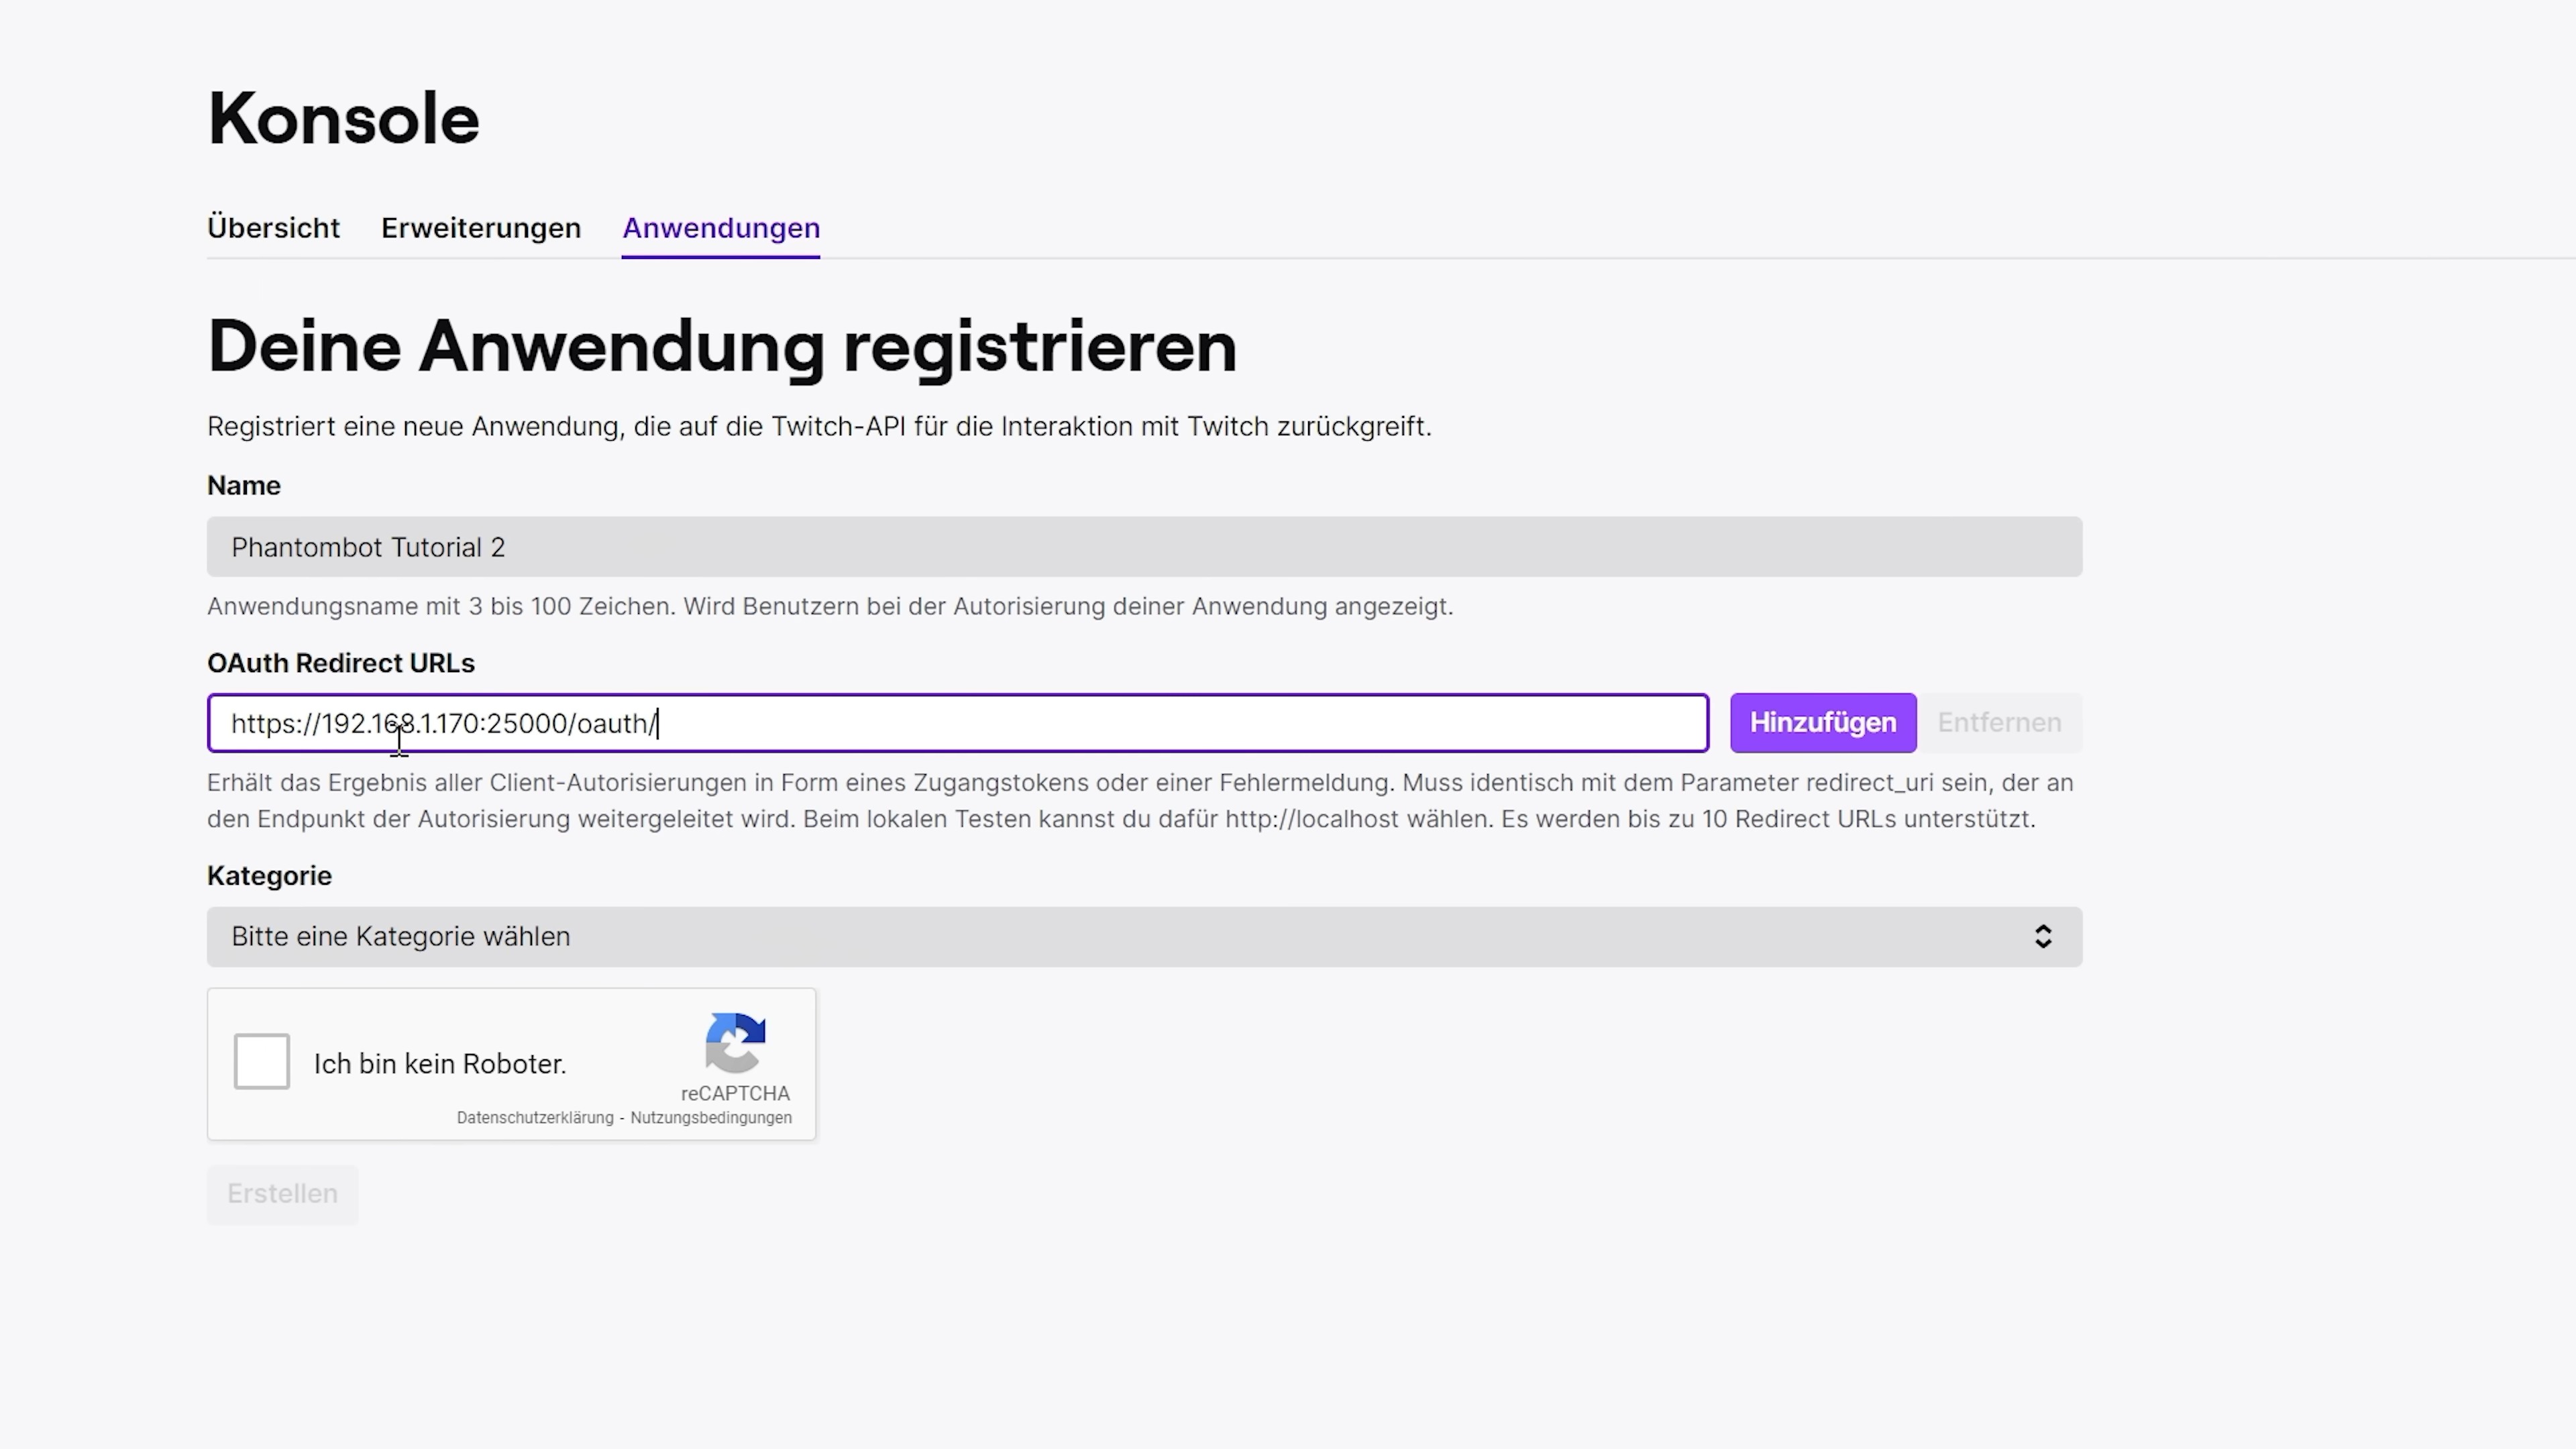 Konsole
Übersicht Erweiterungen Anwendungen
Deine Anwendung registrieren
Registriert eine neue Anwendung, die auf die Twitch-API für die Interaktion mit Twitch zurückgreift.
Name
Phantombot Tutorial 2
Anwendungsname mit 3 bis 100 Zeichen. Wird Benutzern bei der Autorisierung deiner Anwendung angezeigt.
OAuth Redirect URLs
https://192.168.1.170:25000/oauth/ Hinzufügen Entfernen
Erhält das Ergebnis aller Client-Autorisierungen in Form eines Zugangstokens oder einer Fehlermeldung. Muss identisch mit dem Parameter redirect_uri sein, der an
den Endpunkt der Autorisierung weitergeleitet wird. Beim lokalen Testen kannst du dafür http://localhost wählen. Es werden bis zu 10 Redirect URLs unterstützt.
Kategorie
Bitte eine Kategorie wählen
Ich bin kein Roboter.
reCAPTCHA
Datenschutzerklärung - Nutzungsbedingungen
Erstellen